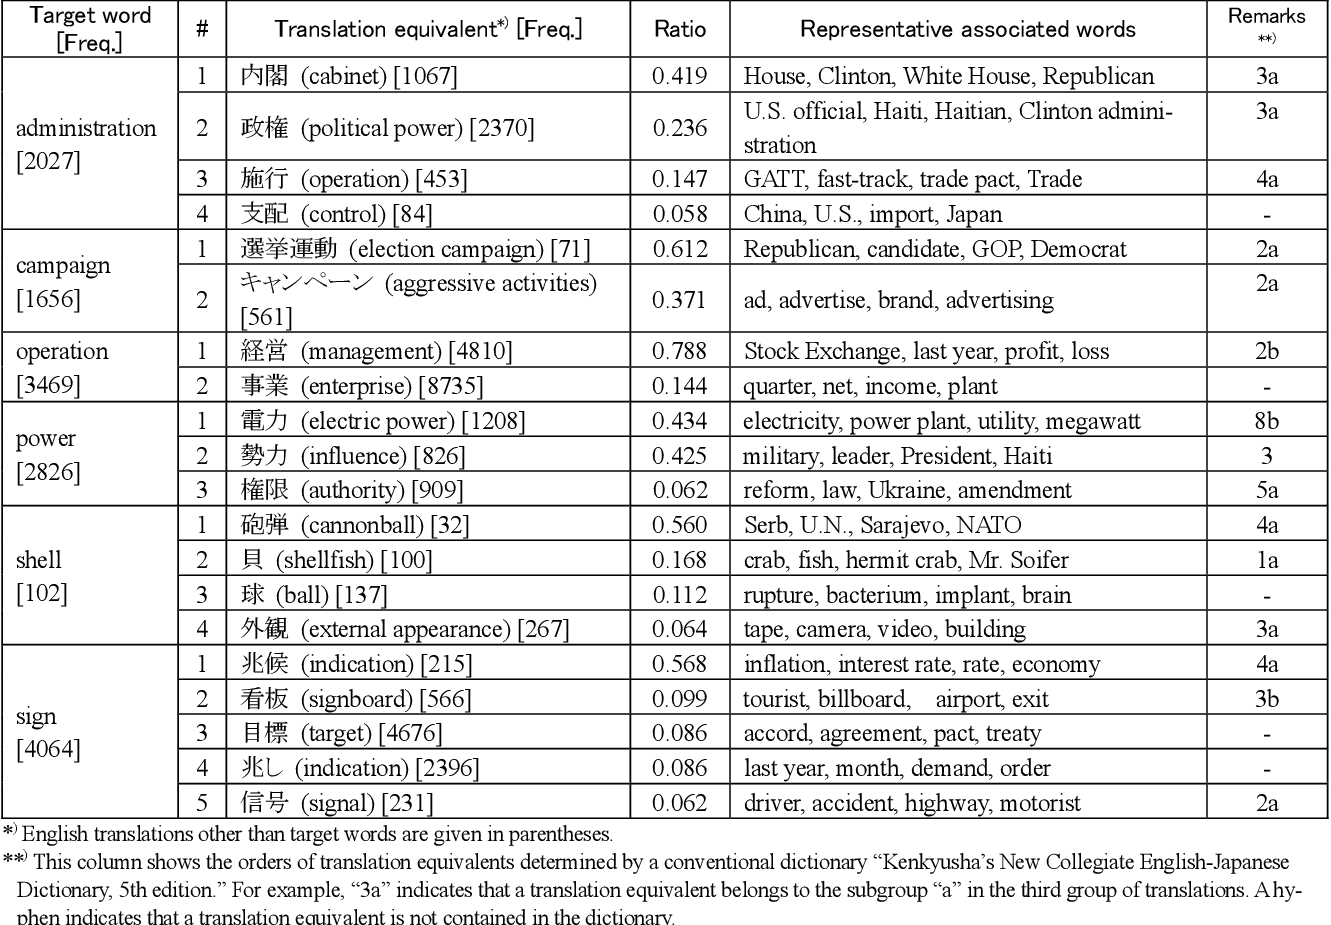 Target word [Freq.] # Translation equivalent*) [Freq.] Ratio Representative associated words Remarks **)
administration [2027] 1 内閣 (cabinet) [1067] 0.419 House, Clinton, White House, Republican 3a
2 政権 (political power) [2370] 0.236 U.S. official, Haiti, Haitian, Clinton admini-
stration 3a
3 施行 (operation) [453] 0.147 GATT, fast-track, trade pact, Trade 4a
4 支配 (control) [84] 0.058 China, U.S., import, Japan -
campaign [1656] 1 選挙運動 (election campaign) [71] 0.612 Republican, candidate, GOP, Democrat 2a
2 キャンペーン (aggressive activities)
[561] 0.371 ad, advertise, brand, advertising 2a
operation [3469] 1 経営 (management) [4810] 0.788 Stock Exchange, last year, profit, loss 2b
2 事業 (enterprise) [8735] 0.144 quarter, net, income, plant -
power [2826] 1 電力 (electric power) [1208] 0.434 electricity, power plant, utility, megawatt 8b
2 勢力 (influence) [826] 0.425 military, leader, President, Haiti 3
3 権限 (authority) [909] 0.062 reform, law, Ukraine, amendment 5a
shell [102] 1 砲弾 (cannonball) [32] 0.560 Serb, U.N., Sarajevo, NATO 4a
2 貝 (shellfish) [100] 0.168 crab, fish, hermit crab, Mr. Soifer 1a
3 球 (ball) [137] 0.112 rupture, bacterium, implant, brain -
4 外観 (external appearance) [267] 0.064 tape, camera, video, building 3a
sign [4064] 1 兆候 (indication) [215] 0.568 inflation, interest rate, rate, economy 4a
2 看板 (signboard) [566] 0.099 tourist, billboard, airport, exit 3b
3 目標 (target) [4676] 0.086 accord, agreement, pact, treaty -
4 兆し (indication) [2396] 0.086 last year, month, demand, order -
5 信号 (signal) [231] 0.062 driver, accident, highway, motorist 2a
*) English translations other than target words are given in parentheses.
**) This column shows the orders of translation equivalents determined by a conventional dictionary “Kenkyusha’s New Collegiate English-Japanese
Dictionary, 5th edition.” For example, “3a” indicates that a translation equivalent belongs to the subgroup “a” in the third group of translations. A hy-
phen indicates that a translation equivalent is not contained in the dictionary.